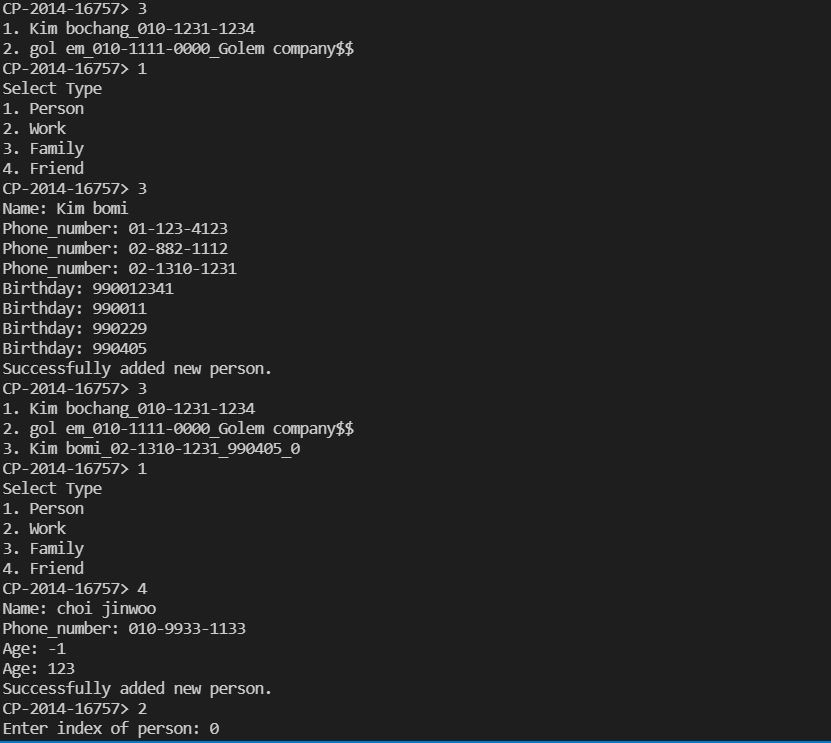 CP-2014-16757> 3
1. Kim bochang_010-1231-1234
2. gol em_010-1111-0000_Golem company$$
CP-2014-16757> 1
Select Type
1. Person
2. Work
3. Family
4. Friend
CP-2014-16757> 3
Name: Kim bomi
Phone_number: 01-123-4123
Phone_number: 02-882-1112
Phone_number: 02-1310-1231
Birthday: 990012341
Birthday: 990011
Birthday: 990229
Birthday: 990405
Successfully added new person.
CP-2014-16757> 3
1. Kim bochang_010-1231-1234
2. gol em_010-1111-0000_Golem company$$
3. Kim bomi_02-1310-1231_990405_0
CP-2014-16757> 1
Select Type
1. Person
2. Work
3. Family
4. Friend
CP-2014-16757> 4
Name: choi jinwoo
Phone_number: 010-9933-1133
Age: -1
Age: 123
Successfully added new person.
CP-2014-16757> 2
Enter index of person: 0